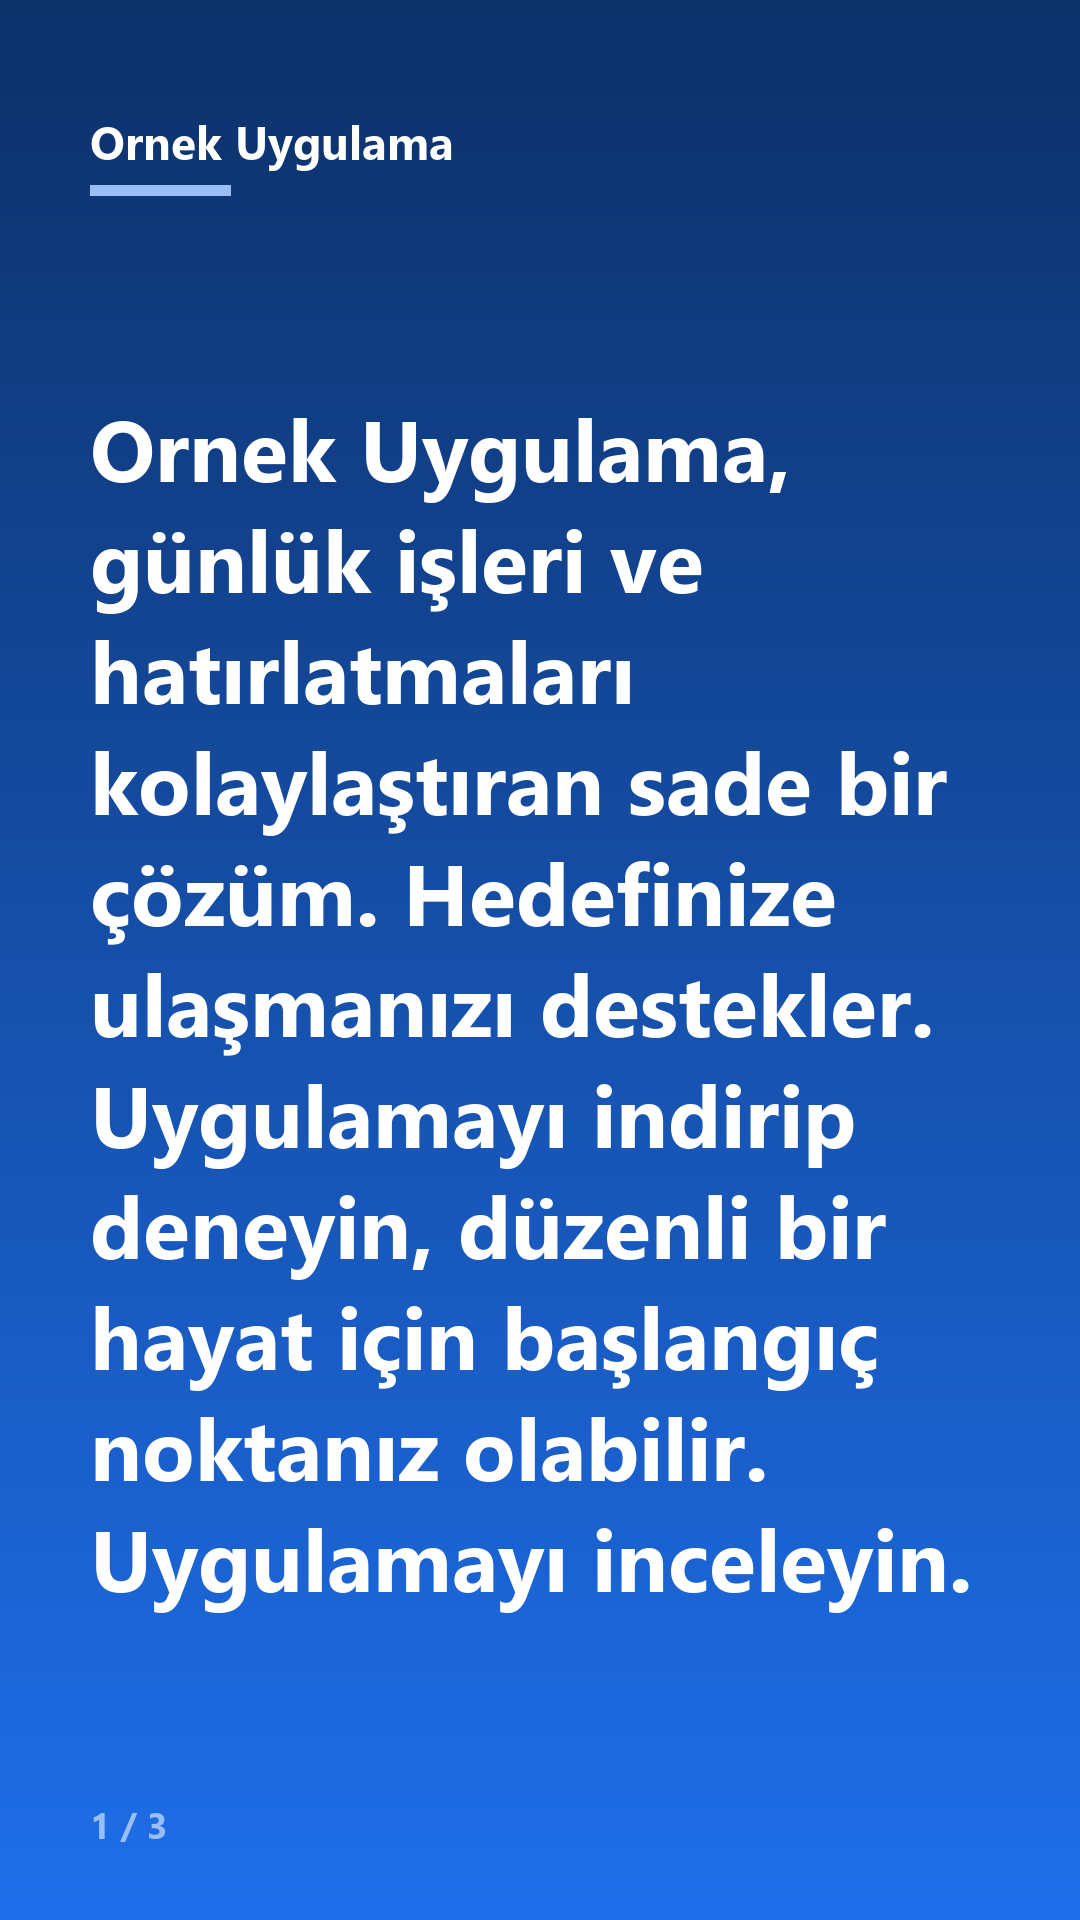 Ornek Uygulama
Ornek Uygulama,
günlük işleri ve
hatırlatmaları
kolaylaştıran sade bir
çözüm. Hedefinize
ulaşmanızı destekler.
Uygulamayı indirip
deneyin, düzenli bir
hayat için başlangıç
noktanız olabilir.
Uygulamayı inceleyin.
1 / 3